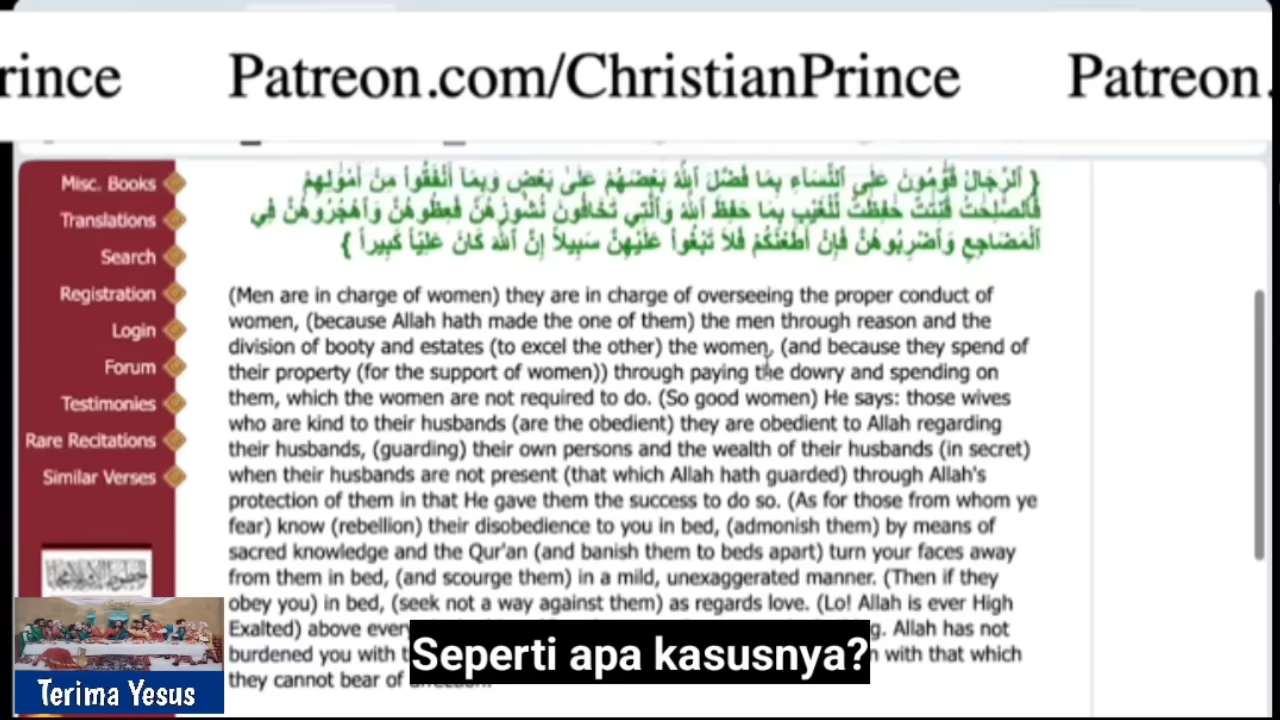 rince Patreon.com/ChristianPrince Patreon.
Misc. Books
Translations
Search
Registration
Login
Forum
Testimonies
Rare Recitations
Similar Verses
{ ٱلرِّجَالُ قَوَّٰمُونَ عَلَى ٱلنِّسَآءِ بِمَا فَضَّلَ ٱللَّهُ بَعْضَهُمْ عَلَىٰ بَعْضٍ وَبِمَآ أَنْفَقُواْ مِنْ أَمْوَٰلِهِمْ
فَٱلصَّٰلِحَٰتُ قَٰنِتَٰتٌ حَٰفِظَٰتٌ لِّلْغَيْبِ بِمَا حَفِظَ ٱللَّهُ وَٱلَّٰتِي تَخَافُونَ نُشُوزَهُنَّ فَعِظُوهُنَّ وَٱهْجُرُوهُنَّ فِي
ٱلْمَضَاجِعِ وَٱضْرِبُوهُنَّ فَإِنْ أَطَعْنَكُمْ فَلاَ تَبْغُواْ عَلَيْهِنَّ سَبِيلاً إِنَّ ٱللَّهَ كَانَ عَلِيّاً كَبِيراً }
(Men are in charge of women) they are in charge of overseeing the proper conduct of
women, (because Allah hath made the one of them) the men through reason and the
division of booty and estates (to excel the other) the women, (and because they spend of
their property (for the support of women)) through paying the dowry and spending on
them, which the women are not required to do. (So good women) He says: those wives
who are kind to their husbands (are the obedient) they are obedient to Allah regarding
their husbands, (guarding) their own persons and the wealth of their husbands (in secret)
when their husbands are not present (that which Allah hath guarded) through Allah's
protection of them in that He gave them the success to do so. (As for those from whom ye
fear) know (rebellion) their disobedience to you in bed, (admonish them) by means of
sacred knowledge and the Qur'an (and banish them to beds apart) turn your faces away
from them in bed, (and scourge them) in a mild, unexaggerated manner. (Then if they
obey you) in bed, (seek not a way against them) as regards love. (Lo! Allah is ever High
Exalted) above every Allah has not
burdened you with with that which
they cannot bear of
Seperti apa kasusnya?
Terima Yesus